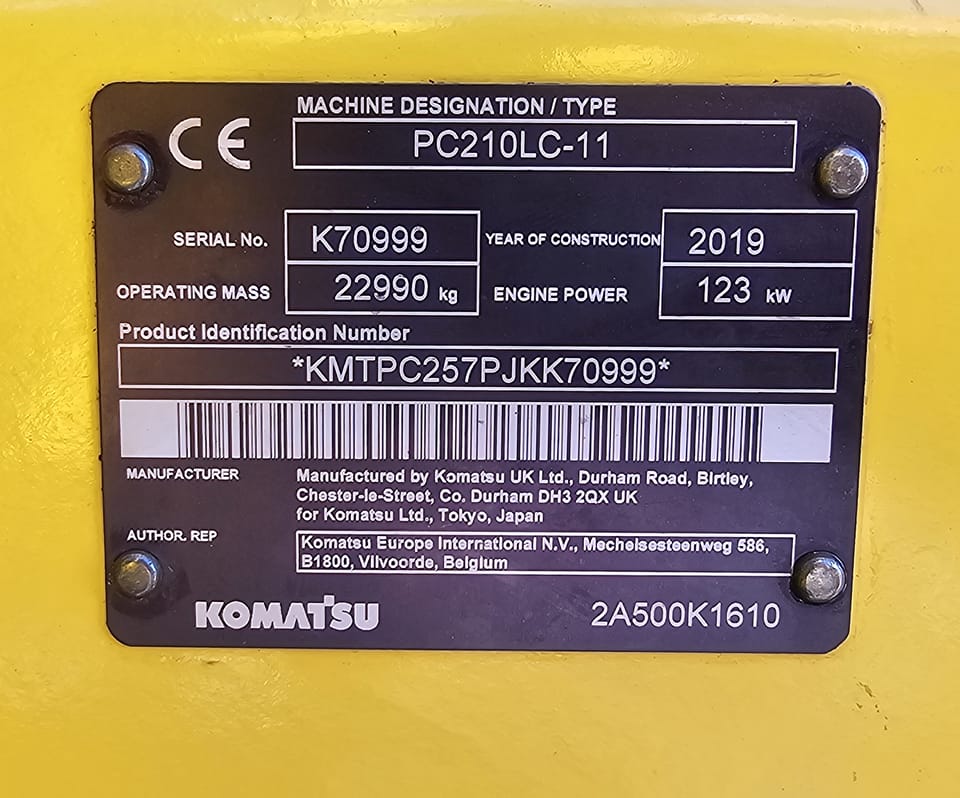 CE
MACHINE DESIGNATION / TYPE
PC210LC-11
SERIAL No. K70999 YEAR OF CONSTRUCTION 2019
OPERATING MASS 22990 kg ENGINE POWER 123 kW
Product Identification Number
*KMTPC257PJKK70999*
MANUFACTURER Manufactured by Komatsu UK Ltd., Durham Road, Birtley,
Chester-le-Street, Co. Durham DH3 2QX UK
for Komatsu Ltd., Tokyo, Japan
AUTHOR. REP Komatsu Europe International N.V., Mechelsesteenweg 586,
B1800, Vilvoorde, Belgium
KOMATSU 2A500K1610